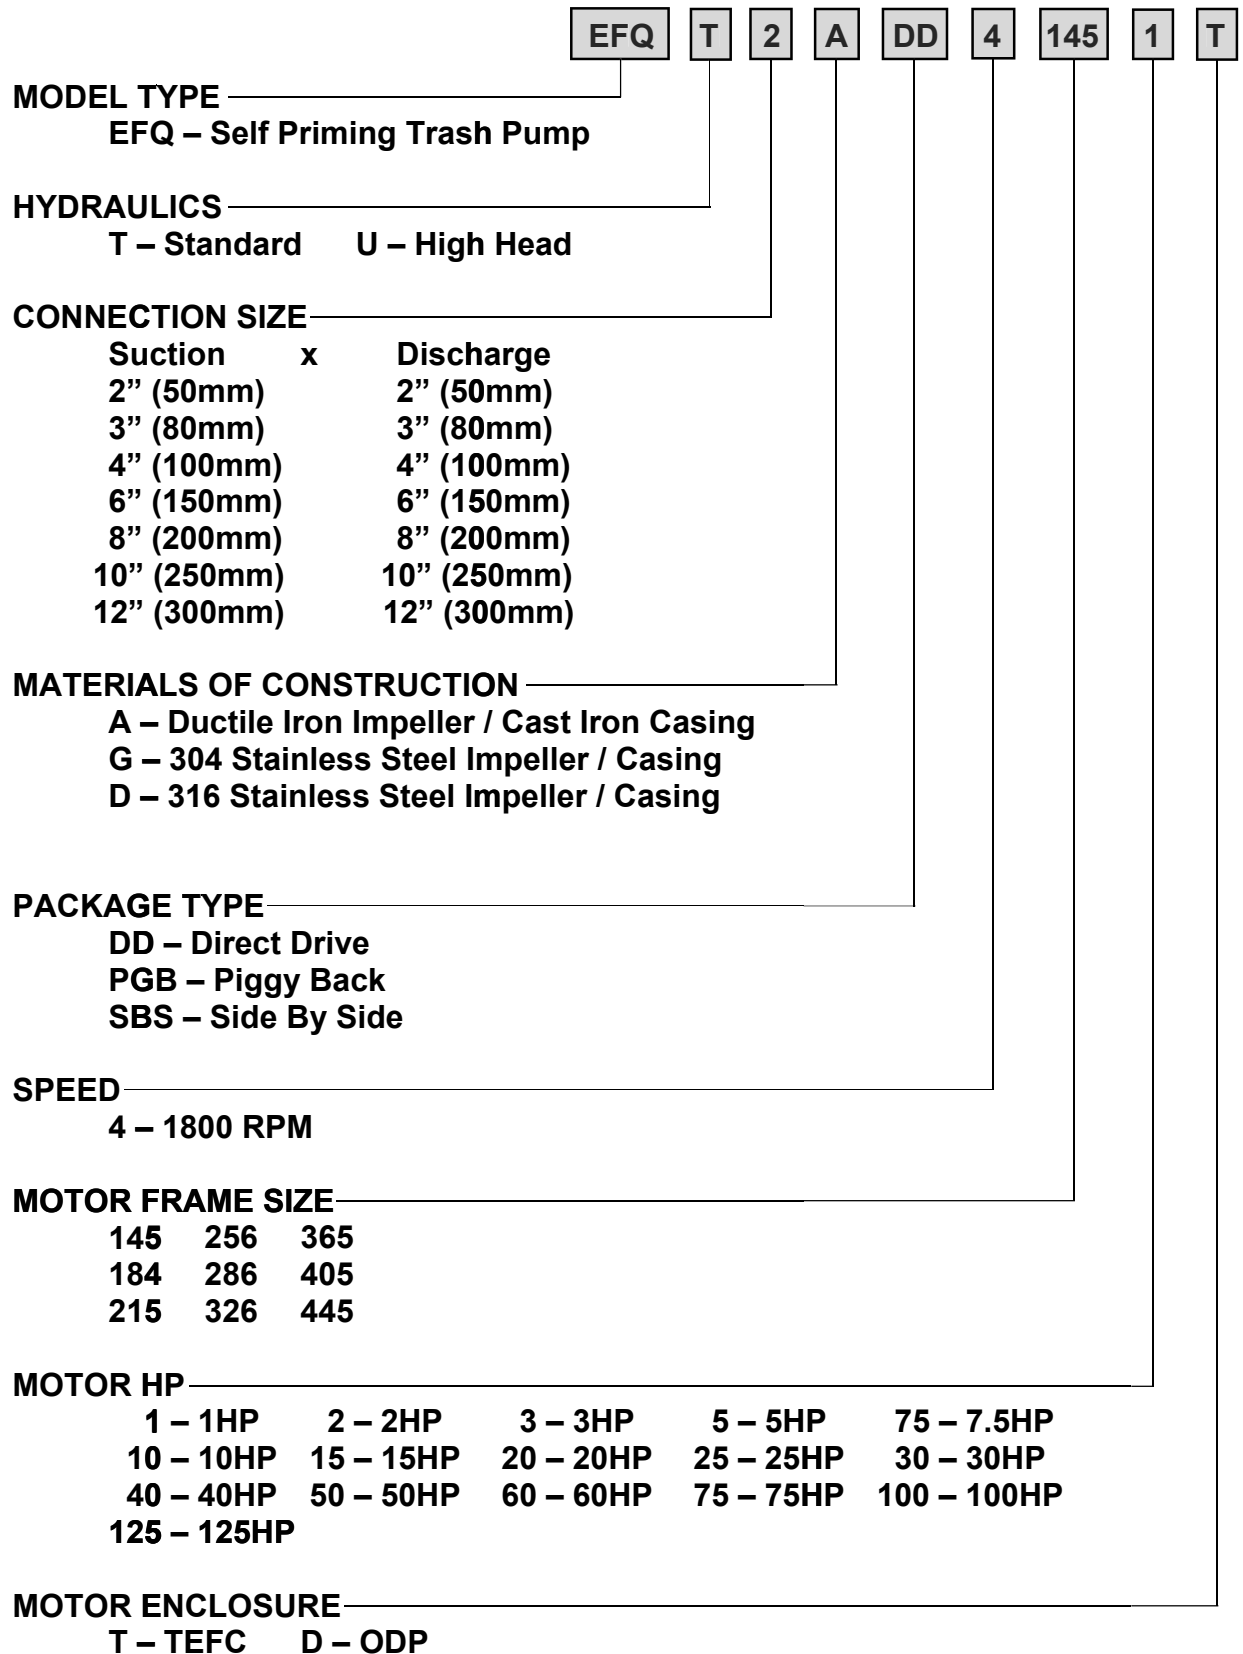 EFQ T 2 A DD 4 145 1 T
MODEL TYPE
EFQ – Self Priming Trash Pump
HYDRAULICS
T – Standard U – High Head
CONNECTION SIZE
Suction x Discharge
2” (50mm) 2” (50mm)
3” (80mm) 3” (80mm)
4” (100mm) 4” (100mm)
6” (150mm) 6” (150mm)
8” (200mm) 8” (200mm)
10” (250mm) 10” (250mm)
12” (300mm) 12” (300mm)
MATERIALS OF CONSTRUCTION
A – Ductile Iron Impeller / Cast Iron Casing
G – 304 Stainless Steel Impeller / Casing
D – 316 Stainless Steel Impeller / Casing
PACKAGE TYPE
DD – Direct Drive
PGB – Piggy Back
SBS – Side By Side
SPEED
4 – 1800 RPM
MOTOR FRAME SIZE
145 256 365
184 286 405
215 326 445
MOTOR HP
1 – 1HP 2 – 2HP 3 – 3HP 5 – 5HP 75 – 7.5HP
10 – 10HP 15 – 15HP 20 – 20HP 25 – 25HP 30 – 30HP
40 – 40HP 50 – 50HP 60 – 60HP 75 – 75HP 100 – 100HP
125 – 125HP
MOTOR ENCLOSURE
T – TEFC D – ODP